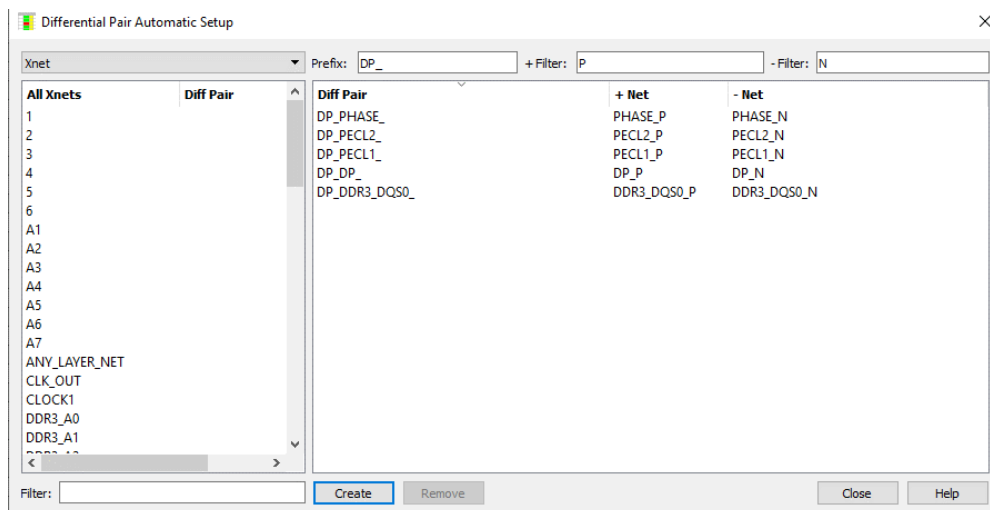 Differential Pair Automatic Setup
Xnet Prefix: DP_ + Filter: P - Filter: N
All Xnets Diff Pair
1
2
3
4
5
6
A1
A2
A3
A4
A5
A6
A7
ANY_LAYER_NET
CLK_OUT
CLOCK1
DDR3_A0
DDR3_A1
Diff Pair + Net - Net
DP_PHASE_ PHASE_P PHASE_N
DP_PECL2_ PECL2_P PECL2_N
DP_PECL1_ PECL1_P PECL1_N
DP_DP_ DP_P DP_N
DP_DDR3_DQS0_ DDR3_DQS0_P DDR3_DQS0_N
Filter: Create Remove Close Help